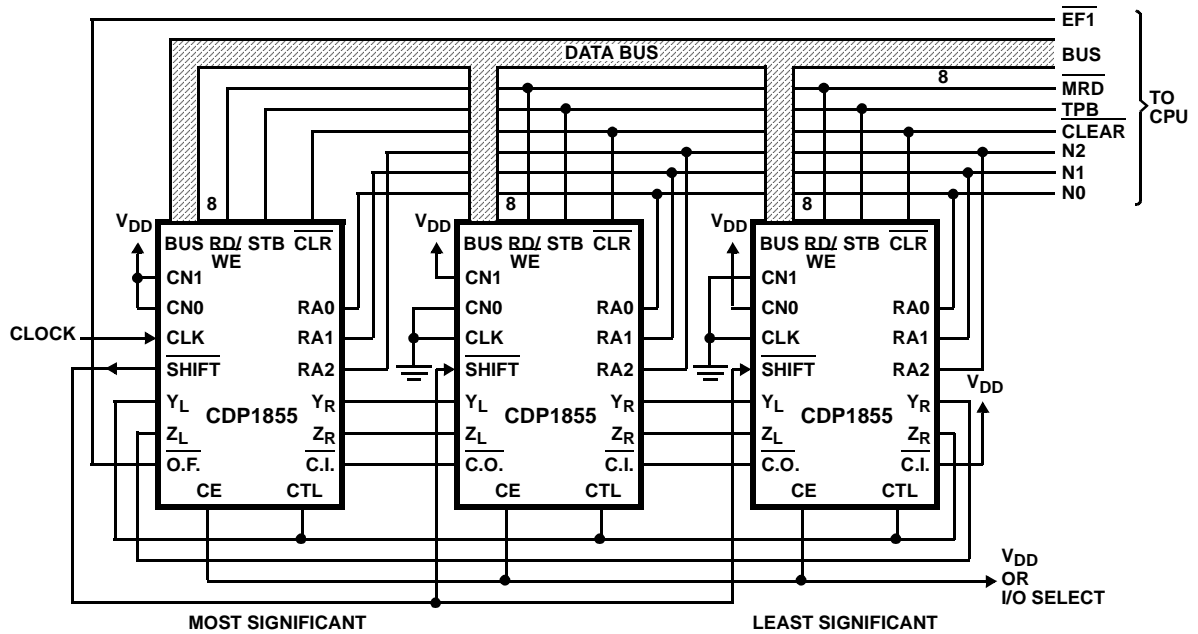 EF1
BUS
DATA BUS
8
MRD
TPB
CLEAR
N2
N1
N0
TO
CPU
8
8
8
VDD
BUS RD/WE STB CLR
CN1
CN0
CLOCK
CLK
SHIFT
YL
ZL
O.F.
RA0
RA1
RA2
YR
ZR
C.I.
CDP1855
CE
CTL
VDD
BUS RD/WE STB CLR
CN1
CN0
CLK
SHIFT
YL
ZL
C.O.
RA0
RA1
RA2
YR
ZR
C.I.
CDP1855
CE
CTL
VDD
BUS RD/WE STB CLR
CN1
CN0
CLK
SHIFT
YL
ZL
C.O.
RA0
RA1
RA2
YR
ZR
C.I.
CDP1855
CE
CTL
VDD
VDD
OR
I/O SELECT
MOST SIGNIFICANT
LEAST SIGNIFICANT